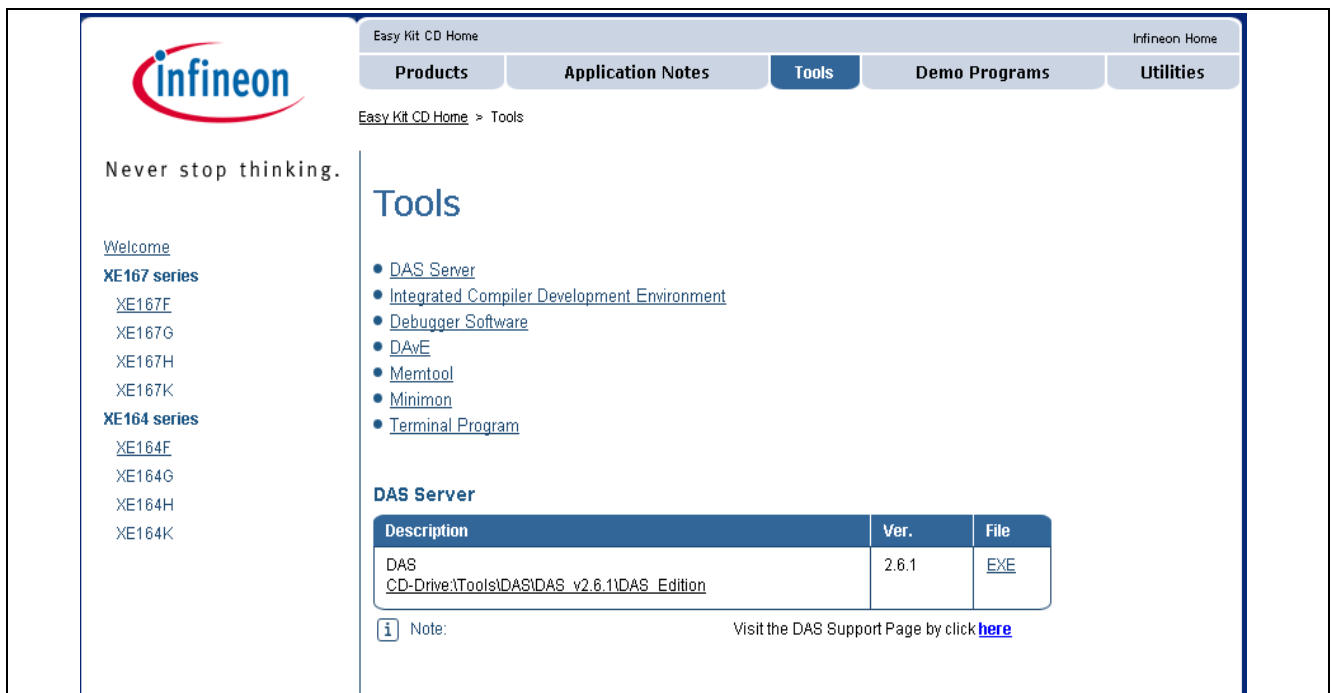 Easy Kit CD Home
Infineon Home
infineon
Products
Application Notes
Tools
Demo Programs
Utilities
Easy Kit CD Home > Tools
Never stop thinking.
Welcome
XE167 series
XE167F
XE167G
XE167H
XE167K
XE164 series
XE164F
XE164G
XE164H
XE164K
Tools
DAS Server
Integrated Compiler Development Environment
Debugger Software
DAvE
Memtool
Minimon
Terminal Program
DAS Server
Description Ver. File
DAS 2.6.1 EXE
CD-Drive:\Tools\DAS\DAS_v2.6.1\DAS_Edition
i Note: Visit the DAS Support Page by click here